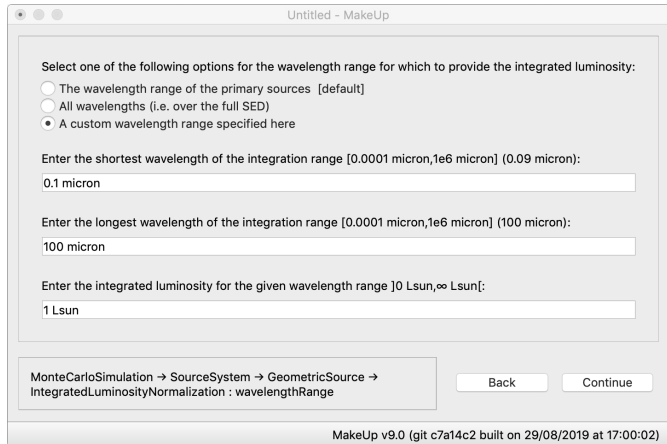 Untitled - MakeUp
Select one of the following options for the wavelength range for which to provide the integrated luminosity:
The wavelength range of the primary sources [default]
All wavelengths (i.e. over the full SED)
A custom wavelength range specified here
Enter the shortest wavelength of the integration range [0.0001 micron,1e6 micron] (0.09 micron):
0.1 micron
Enter the longest wavelength of the integration range [0.0001 micron,1e6 micron] (100 micron):
100 micron
Enter the integrated luminosity for the given wavelength range ]0 Lsun,∞ Lsun[:
1 Lsun
MonteCarloSimulation → SourceSystem → GeometricSource →
IntegratedLuminosityNormalization : wavelengthRange
Back
Continue
MakeUp v9.0 (git c7a14c2 built on 29/08/2019 at 17:00:02)